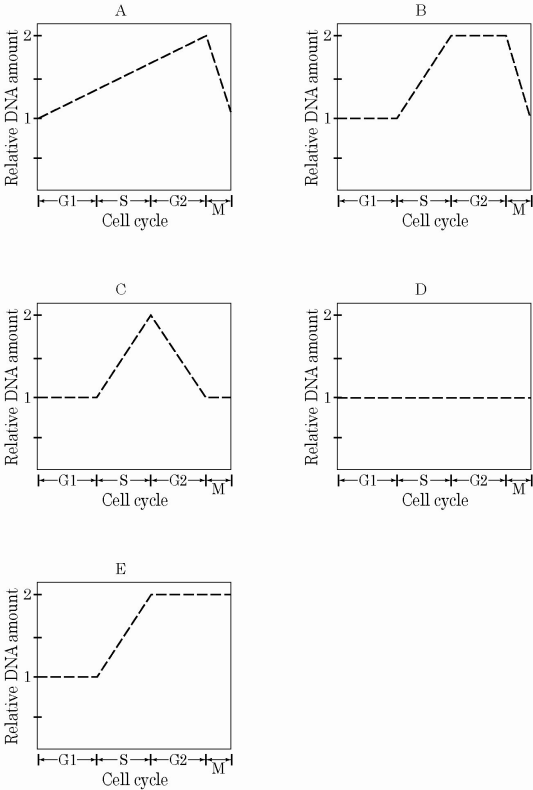 A
Relative DNA amount
2
1
G1 S G2 M
Cell cycle
B
Relative DNA amount
2
1
G1 S G2 M
Cell cycle
C
Relative DNA amount
2
1
G1 S G2 M
Cell cycle
D
Relative DNA amount
2
1
G1 S G2 M
Cell cycle
E
Relative DNA amount
2
1
G1 S G2 M
Cell cycle